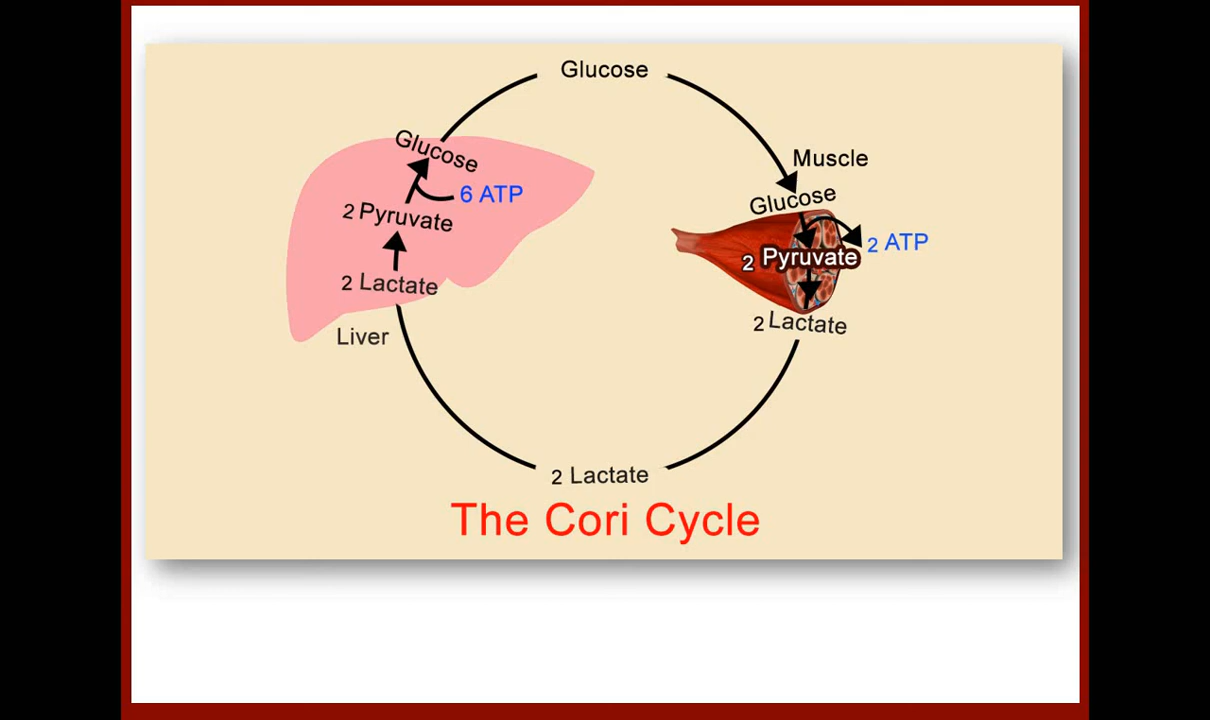 Glucose
Glucose
6 ATP
2 Pyruvate
2 Lactate
Liver
Muscle
Glucose
2 ATP
2 Pyruvate
2 Lactate
2 Lactate
The Cori Cycle